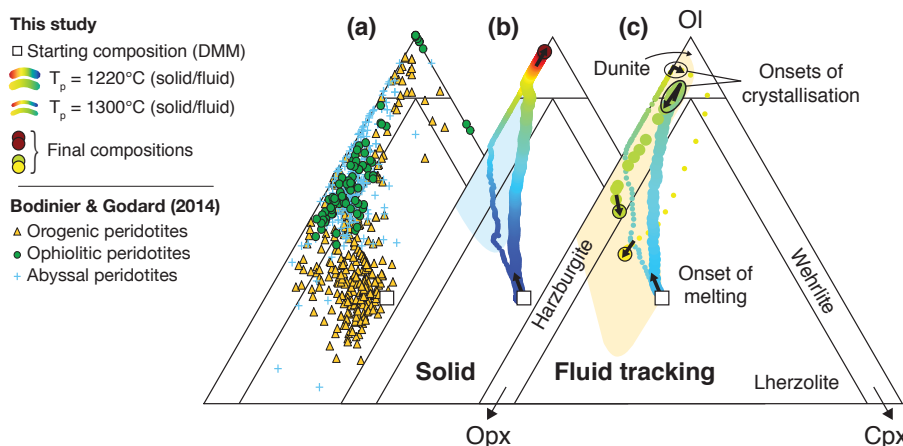 This study
Starting composition (DMM)
Tp = 1220°C (solid/fluid)
Tp = 1300°C (solid/fluid)
Final compositions
Bodinier & Godard (2014)
Orogenic peridotites
Ophiolitic peridotites
Abyssal peridotites
(a)
(b)
(c)
Ol
Dunite
Onsets of
crystallisation
Harzburgite
Wehrlite
Onset of
melting
Solid
Fluid tracking
Lherzolite
Opx
Cpx